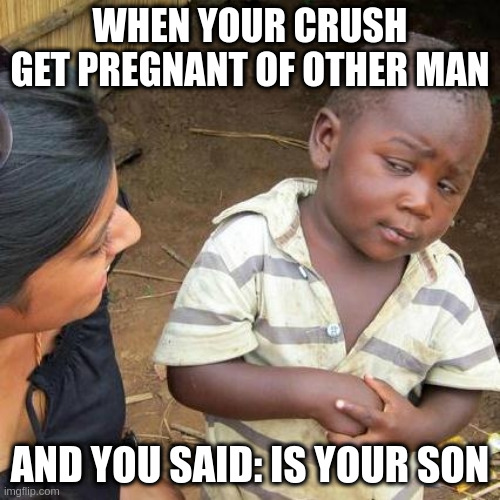 WHEN YOUR CRUSH
GET PREGNANT OF OTHER MAN
AND YOU SAID: IS YOUR SON
imgflip.com